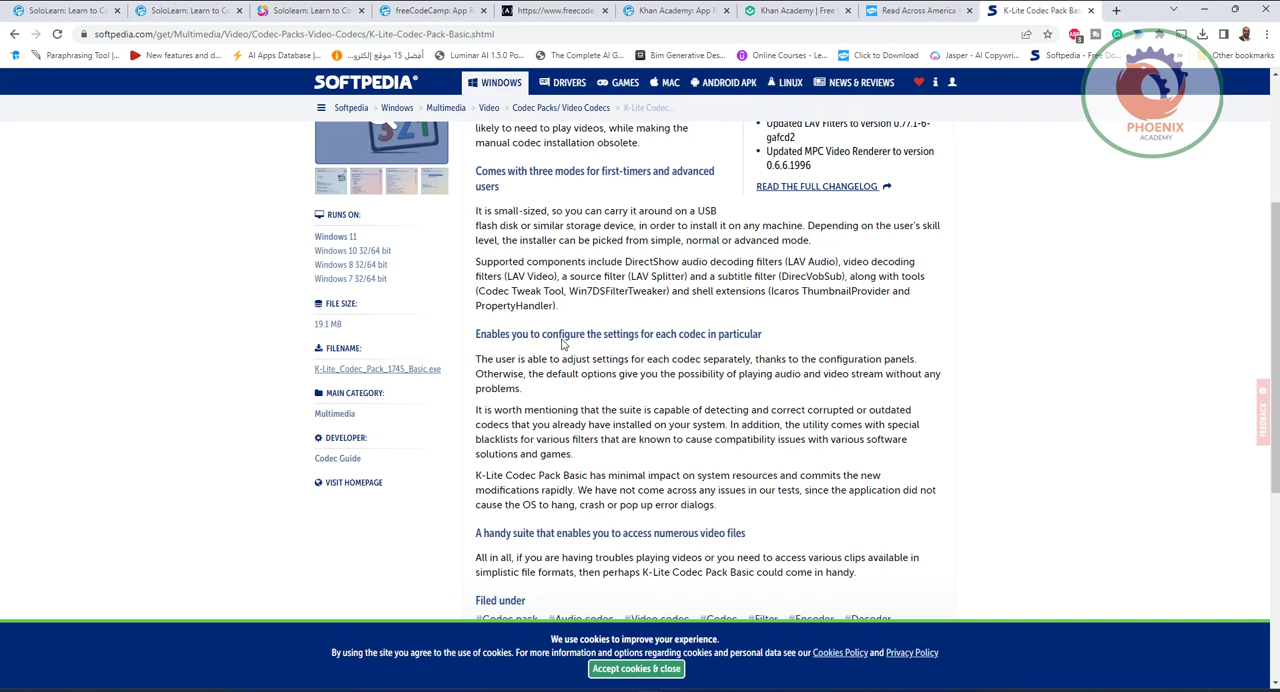 SoloLearn: Learn to C
SoloLearn: Learn to Co
Sololearn: Learn to Co
freeCodeCamp: App R
https://www.freecode
Khan Academy: App R
Khan Academy | Free
Read Across America
K-Lite Codec Pack Bas
softpedia.com/get/Multimedia/Video/Codec-Packs-Video-Codecs/K-Lite-Codec-Pack-Basic.shtml
Paraphrasing Tool |
New features and d...
AI Apps Database |...
أفضل 15 موقع إلكترو...
Luminar AI 1.5.0 Po...
The Complete AI G...
Bim Generative Des...
Online Courses - Le...
Click to Download
Jasper - AI Copywri...
Softpedia - Free Do...
Other bookmarks
SOFTPEDIA®
WINDOWS
DRIVERS
GAMES
MAC
ANDROID APK
LINUX
NEWS & REVIEWS
Softpedia
Windows
Multimedia
Video
Codec Packs/ Video Codecs
K-Lite Codec...
PHOENIX
ACADEMY
likely to need to play videos, while making the
manual codec installation obsolete.
Updated LAV Filters to version 0.77.1-6-
gafcd2
Updated MPC Video Renderer to version
0.6.6.1996
READ THE FULL CHANGELOG
Comes with three modes for first-timers and advanced
users
It is small-sized, so you can carry it around on a USB
flash disk or similar storage device, in order to install it on any machine. Depending on the user's skill
level, the installer can be picked from simple, normal or advanced mode.
Supported components include DirectShow audio decoding filters (LAV Audio), video decoding
filters (LAV Video), a source filter (LAV Splitter) and a subtitle filter (DirecVobSub), along with tools
(Codec Tweak Tool, Win7DSFilterTweaker) and shell extensions (Icaros ThumbnailProvider and
PropertyHandler).
Enables you to configure the settings for each codec in particular
The user is able to adjust settings for each codec separately, thanks to the configuration panels.
Otherwise, the default options give you the possibility of playing audio and video stream without any
problems.
It is worth mentioning that the suite is capable of detecting and correct corrupted or outdated
codecs that you already have installed on your system. In addition, the utility comes with special
blacklists for various filters that are known to cause compatibility issues with various software
solutions and games.
K-Lite Codec Pack Basic has minimal impact on system resources and commits the new
modifications rapidly. We have not come across any issues in our tests, since the application did not
cause the OS to hang, crash or pop up error dialogs.
A handy suite that enables you to access numerous video files
All in all, if you are having troubles playing videos or you need to access various clips available in
simplistic file formats, then perhaps K-Lite Codec Pack Basic could come in handy.
Filed under
#Codec pack #Audio codec #Video codec #Codec #Filter #Encoder #Decoder
321
RUNS ON:
Windows 11
Windows 10 32/64 bit
Windows 8 32/64 bit
Windows 7 32/64 bit
FILE SIZE:
19.1 MB
FILENAME:
K-Lite_Codec_Pack_1745_Basic.exe
MAIN CATEGORY:
Multimedia
DEVELOPER:
Codec Guide
VISIT HOMEPAGE
FEEDBACK
We use cookies to improve your experience.
By using the site you agree to the use of cookies. For more information and options regarding cookies and personal data see our Cookies Policy and Privacy Policy
Accept cookies & close